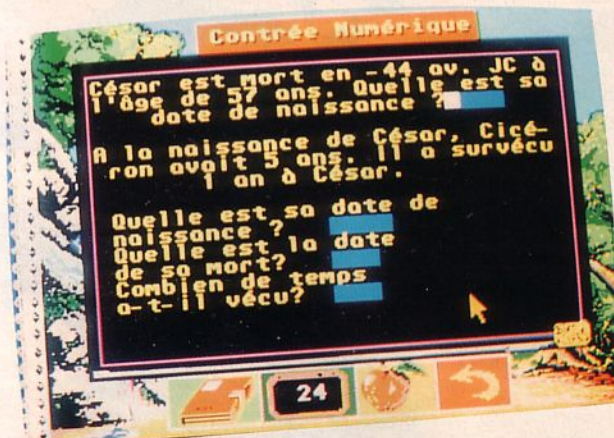 Contrée Numérique
César est mort en -44 av. JC à
l'âge de 57 ans. Quelle est sa
date de naissance ?
A la naissance de César, Cicé-
ron avait 5 ans. Il a survécu
1 an à César.
Quelle est sa date de
naissance ?
Quelle est la date
de sa mort?
Combien de temps
a-t-il vécu?
24